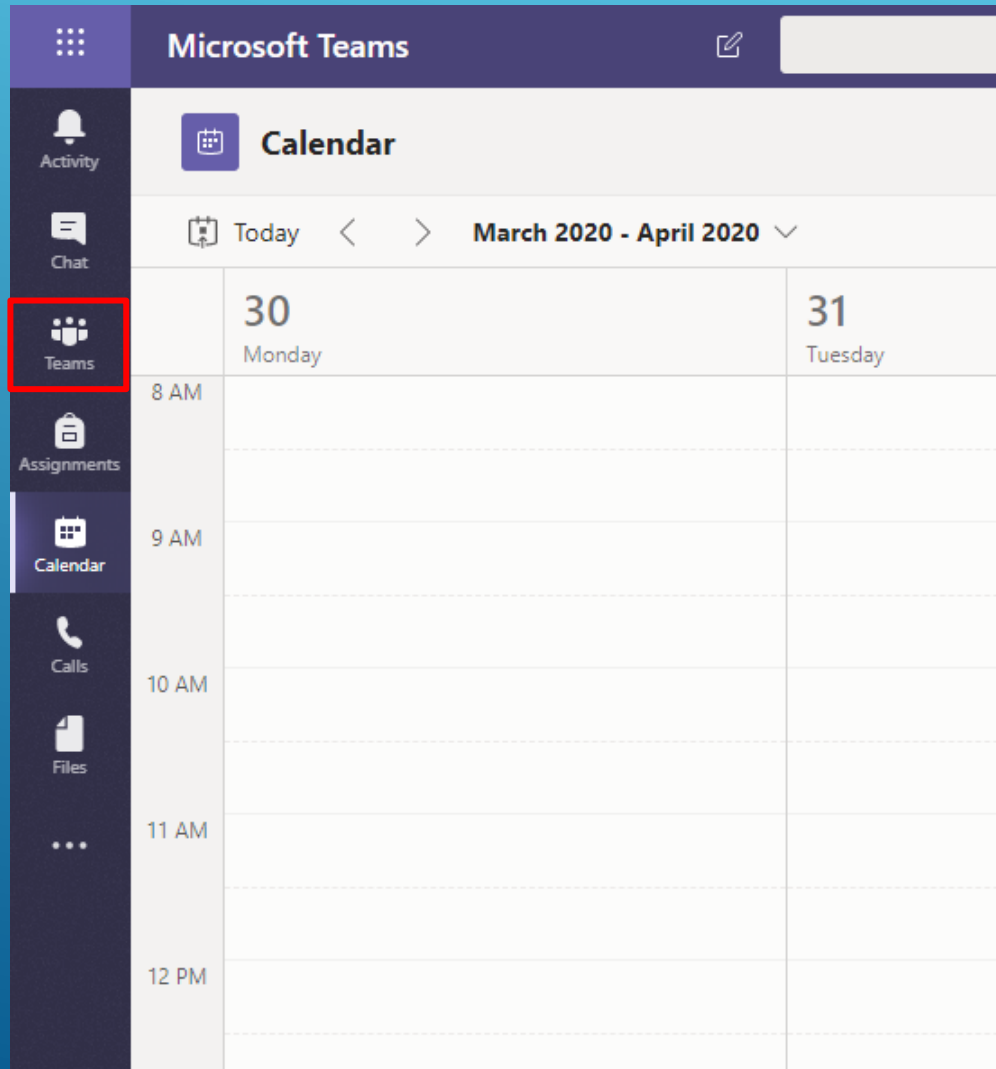 Microsoft Teams
Activity
Chat
Teams
Assignments
Calendar
Calls
Files
Calendar
Today
March 2020 - April 2020
30
Monday
31
Tuesday
8 AM
9 AM
10 AM
11 AM
12 PM